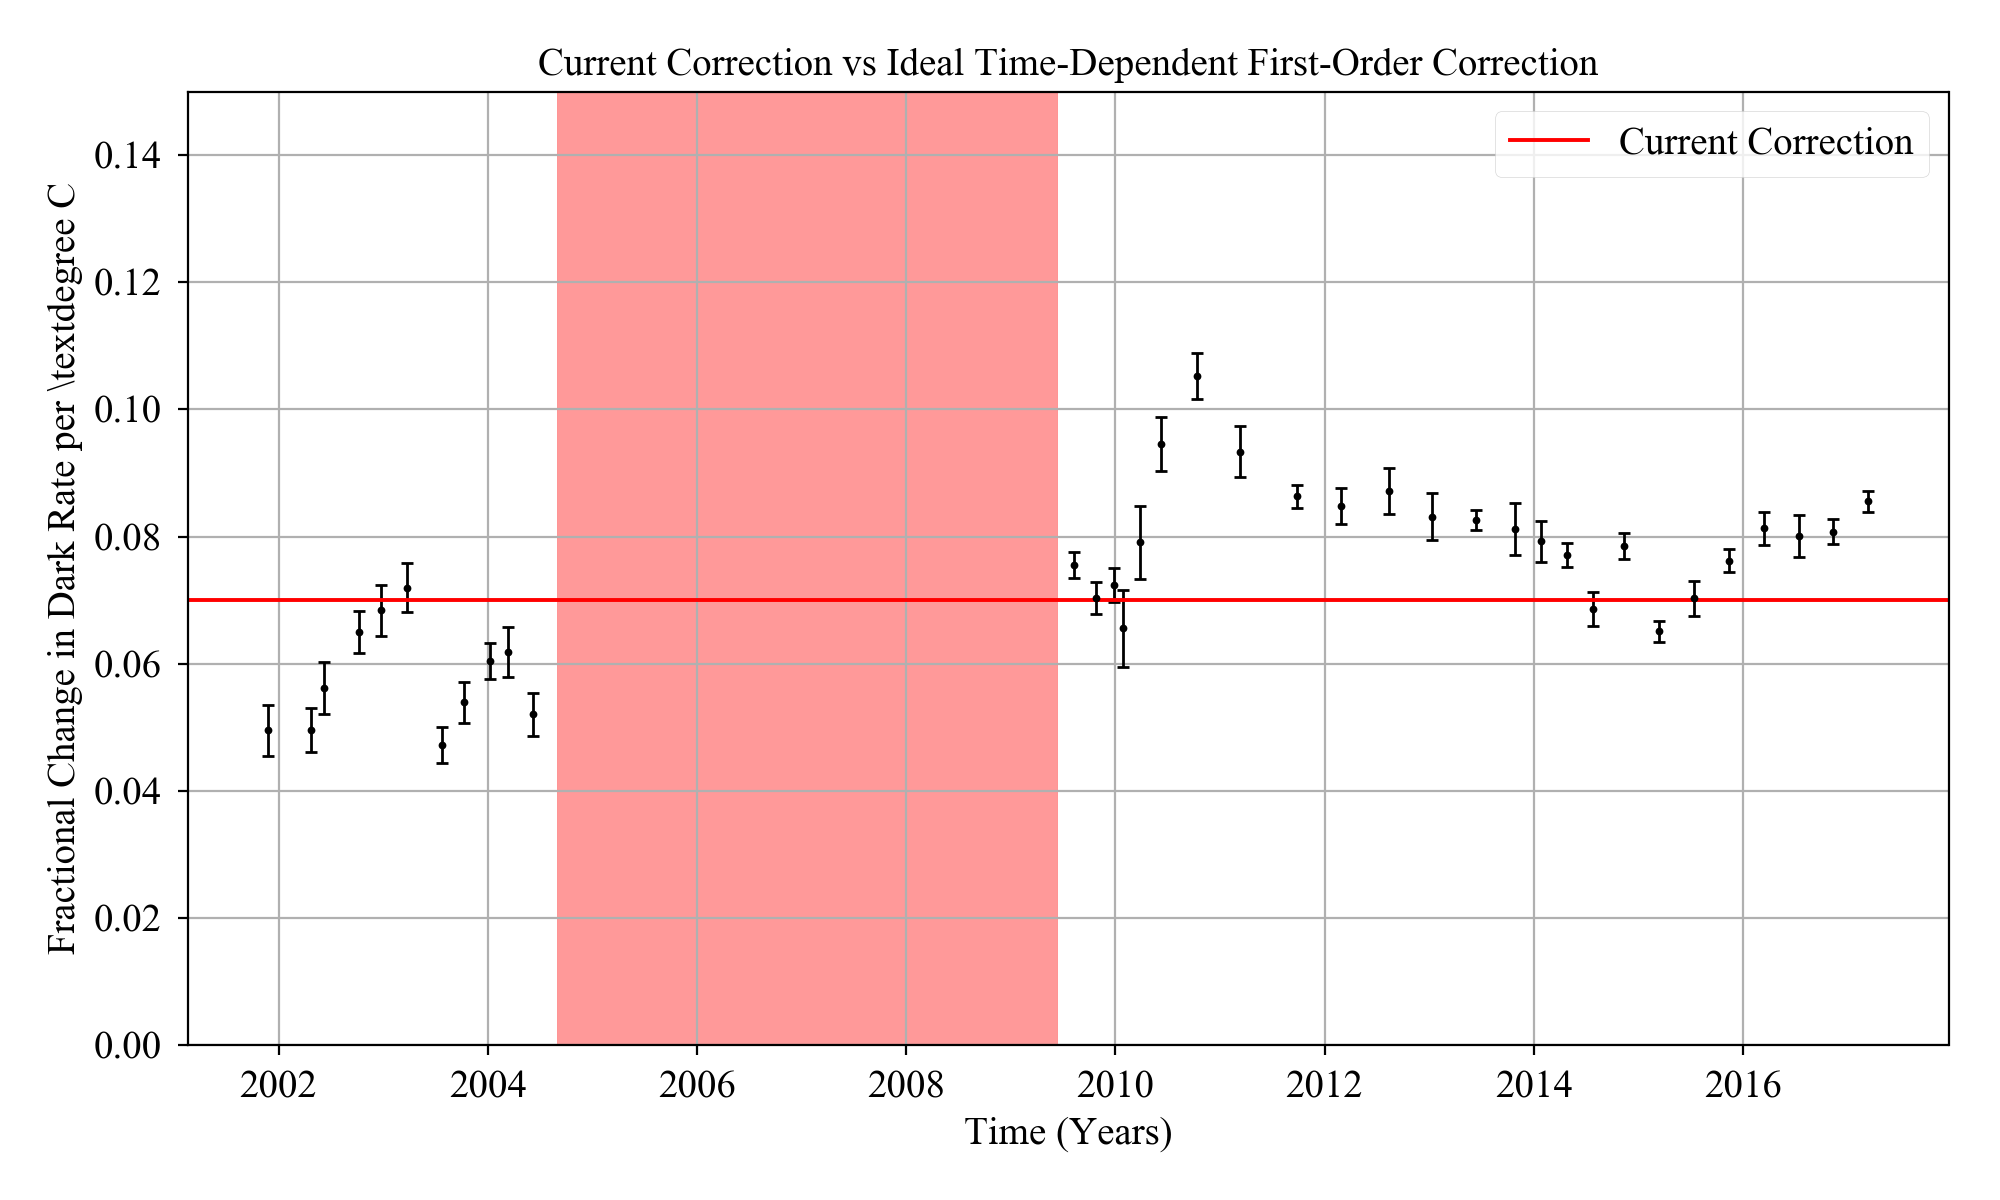 Current Correction vs Ideal Time-Dependent First-Order Correction
Current Correction
Fractional Change in Dark Rate per \textdegree C
0.14
0.12
0.10
0.08
0.06
0.04
0.02
0.00
2002 2004 2006 2008 2010 2012 2014 2016
Time (Years)